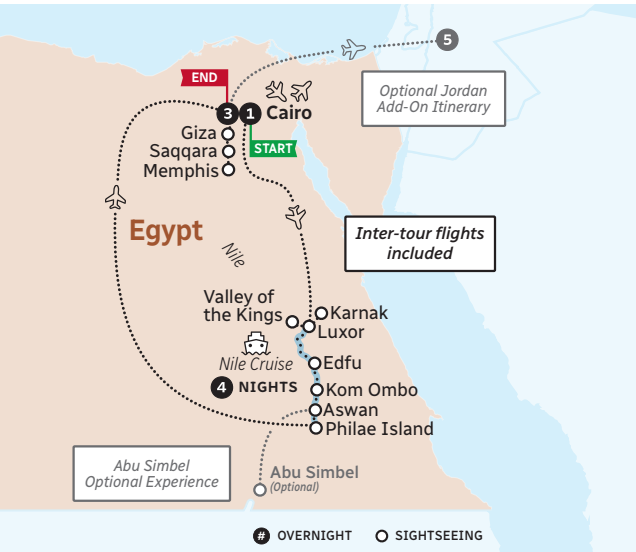 5
END
Optional Jordan
Add-On Itinerary
3
1
Cairo
Giza
START
Saqqara
Memphis
Egypt
Inter-tour flights
included
Nile
Valley of
the Kings
Karnak
Luxor
Nile Cruise
Edfu
4 NIGHTS
Kom Ombo
Aswan
Philae Island
Abu Simbel
Optional Experience
Abu Simbel
(Optional)
# OVERNIGHT
SIGHTSEEING